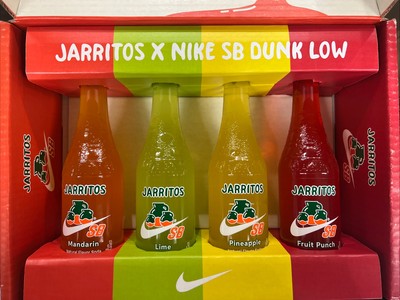 JARRITOS X NIKE SB DUNK LOW
JARRITOS
JARRITOS
SB
Mandarin
JARRITOS
SB
Lime
JARRITOS
SB
Pineapple
JARRITOS
SB
Fruit Punch
JARRITOS